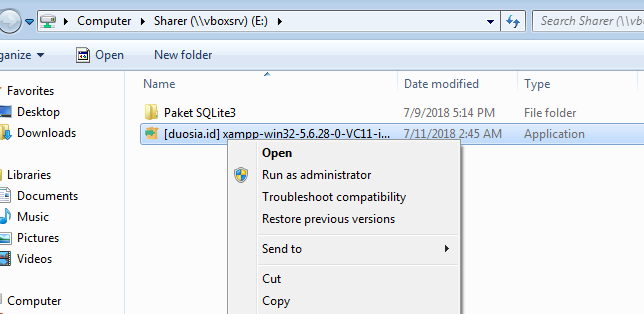 Computer ▸ Sharer (\\vboxsrv) (E:) ▸
Search Sharer (\\vbo
ganize ▾ Open New folder
Favorites
Desktop
Downloads
Libraries
Documents
Music
Pictures
Videos
Computer
Name Date modified Type
Paket SQLite3 7/9/2018 5:14 PM File folder
[duosia.id] xampp-win32-5.6.28-0-VC11-i... 7/11/2018 2:45 AM Application
Open
Run as administrator
Troubleshoot compatibility
Restore previous versions
Send to
Cut
Copy